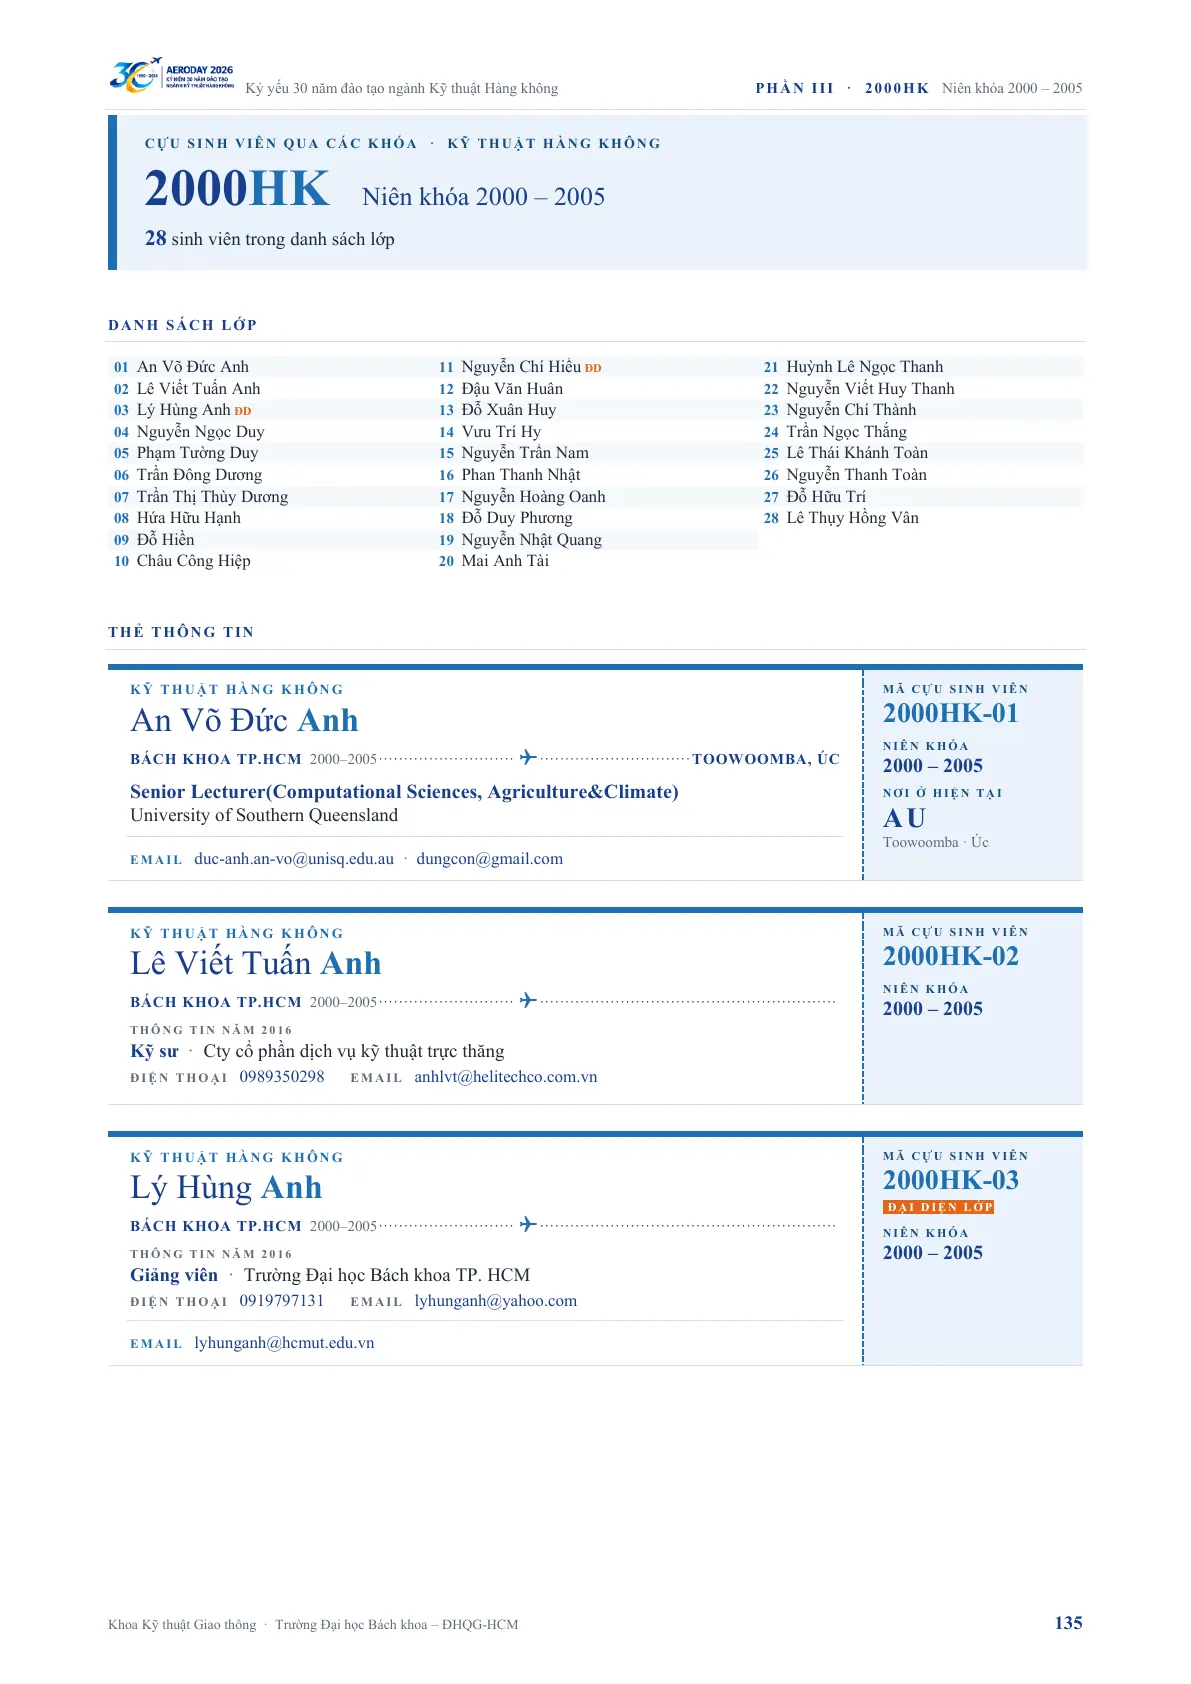 30
1996 - 2026
AERODAY 2026
KỶ NIỆM 30 NĂM ĐÀO TẠO
NGÀNH KỸ THUẬT HÀNG KHÔNG
Kỷ yếu 30 năm đào tạo ngành Kỹ thuật Hàng không
PHẦN III · 2000HK Niên khóa 2000 – 2005
CỰU SINH VIÊN QUA CÁC KHÓA · KỸ THUẬT HÀNG KHÔNG
2000HK Niên khóa 2000 – 2005
28 sinh viên trong danh sách lớp
DANH SÁCH LỚP
01 An Võ Đức Anh
02 Lê Viết Tuấn Anh
03 Lý Hùng Anh ĐD
04 Nguyễn Ngọc Duy
05 Phạm Tường Duy
06 Trần Đông Dương
07 Trần Thị Thùy Dương
08 Hứa Hữu Hạnh
09 Đỗ Hiền
10 Châu Công Hiệp
11 Nguyễn Chí Hiếu ĐD
12 Đậu Văn Huân
13 Đỗ Xuân Huy
14 Vưu Trí Hy
15 Nguyễn Trần Nam
16 Phan Thanh Nhật
17 Nguyễn Hoàng Oanh
18 Đỗ Duy Phương
19 Nguyễn Nhật Quang
20 Mai Anh Tài
21 Huỳnh Lê Ngọc Thanh
22 Nguyễn Viết Huy Thanh
23 Nguyễn Chí Thành
24 Trần Ngọc Thắng
25 Lê Thái Khánh Toàn
26 Nguyễn Thanh Toàn
27 Đỗ Hữu Trí
28 Lê Thụy Hồng Vân
THẺ THÔNG TIN
KỸ THUẬT HÀNG KHÔNG
An Võ Đức Anh
BÁCH KHOA TP.HCM 2000–2005 TOOWOOMBA, ÚC
Senior Lecturer(Computational Sciences, Agriculture&Climate)
University of Southern Queensland
EMAIL duc-anh.an-vo@unisq.edu.au · dungcon@gmail.com
MÃ CỰU SINH VIÊN
2000HK-01
NIÊN KHÓA
2000 – 2005
NƠI Ở HIỆN TẠI
AU
Toowoomba · Úc
KỸ THUẬT HÀNG KHÔNG
Lê Viết Tuấn Anh
BÁCH KHOA TP.HCM 2000–2005
THÔNG TIN NĂM 2016
Kỹ sư · Cty cổ phần dịch vụ kỹ thuật trực thăng
ĐIỆN THOẠI 0989350298 EMAIL anhlvt@helitechco.com.vn
MÃ CỰU SINH VIÊN
2000HK-02
NIÊN KHÓA
2000 – 2005
KỸ THUẬT HÀNG KHÔNG
Lý Hùng Anh
BÁCH KHOA TP.HCM 2000–2005
THÔNG TIN NĂM 2016
Giảng viên · Trường Đại học Bách khoa TP. HCM
ĐIỆN THOẠI 0919797131 EMAIL lyhunganh@yahoo.com
EMAIL lyhunganh@hcmut.edu.vn
MÃ CỰU SINH VIÊN
2000HK-03
ĐẠI DIỆN LỚP
NIÊN KHÓA
2000 – 2005
Khoa Kỹ thuật Giao thông · Trường Đại học Bách khoa – ĐHQG-HCM
135